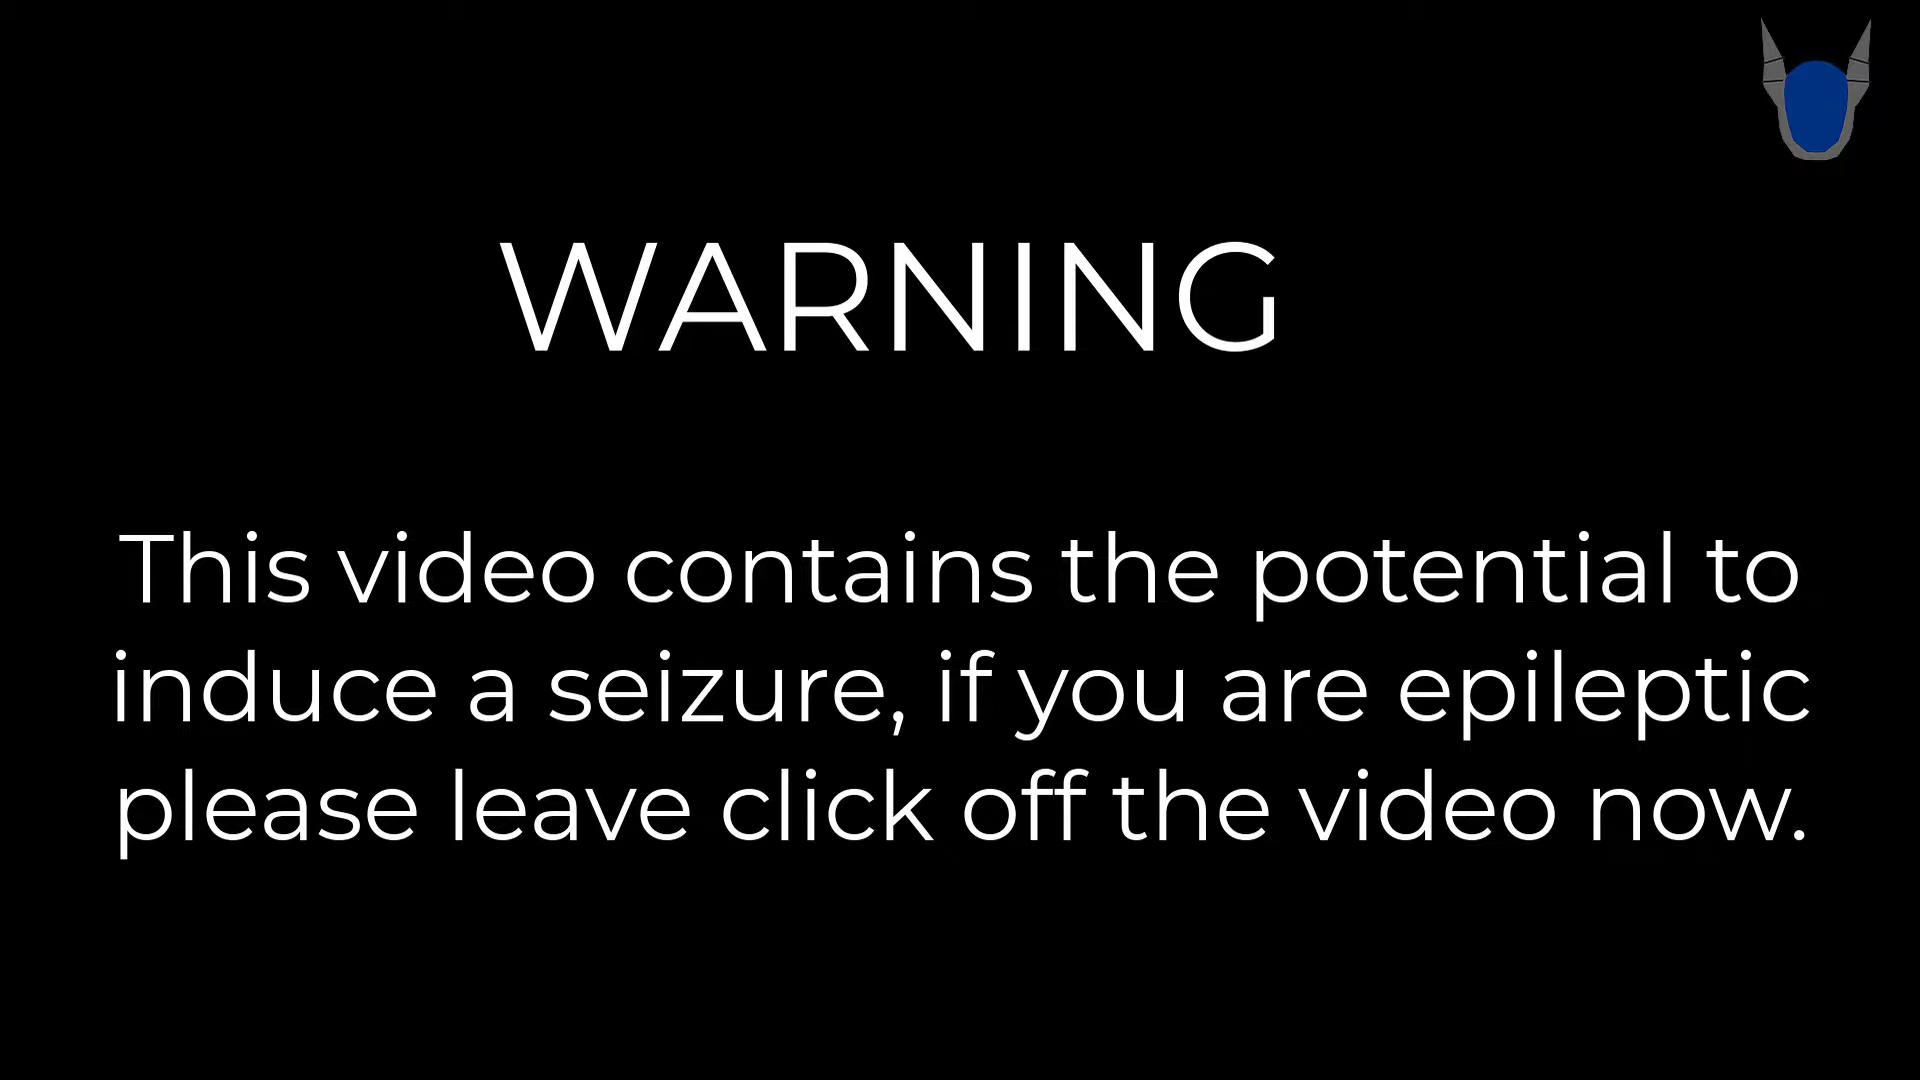 WARNING
This video contains the potential to
induce a seizure, if you are epileptic
please leave click off the video now.